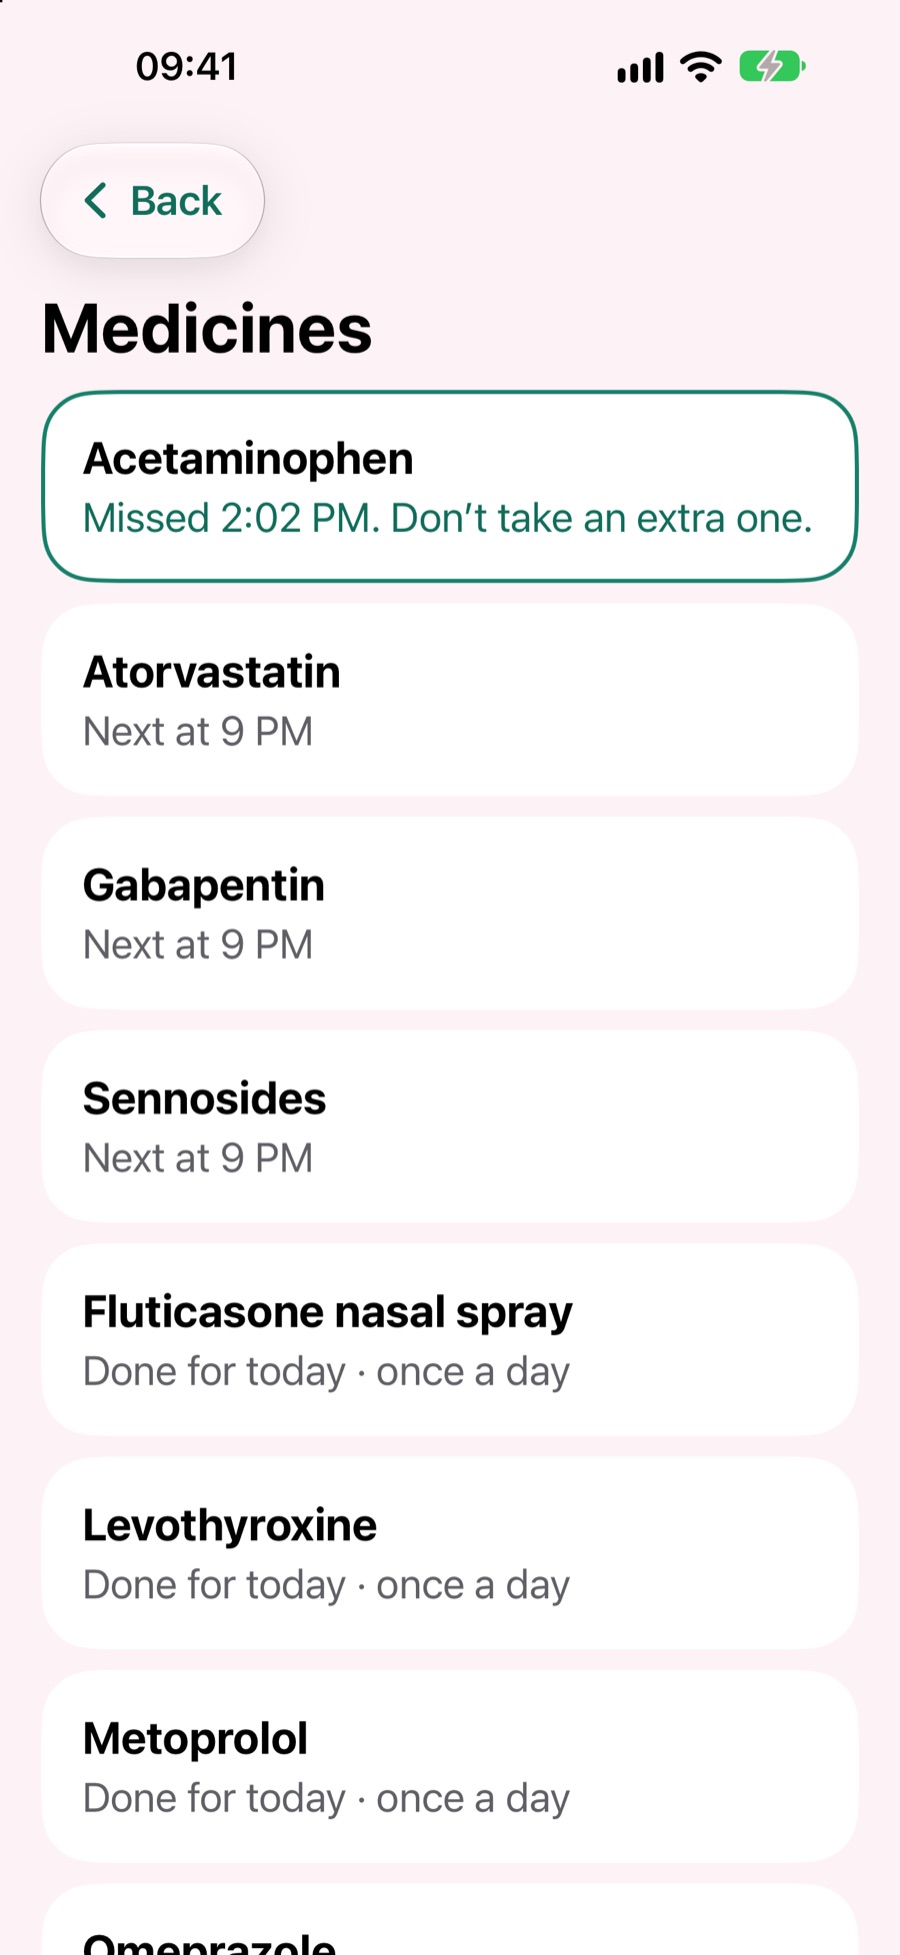 09:41
Back
Medicines
Acetaminophen
Missed 2:02 PM. Don’t take an extra one.
Atorvastatin
Next at 9 PM
Gabapentin
Next at 9 PM
Sennosides
Next at 9 PM
Fluticasone nasal spray
Done for today · once a day
Levothyroxine
Done for today · once a day
Metoprolol
Done for today · once a day
Omeprazole